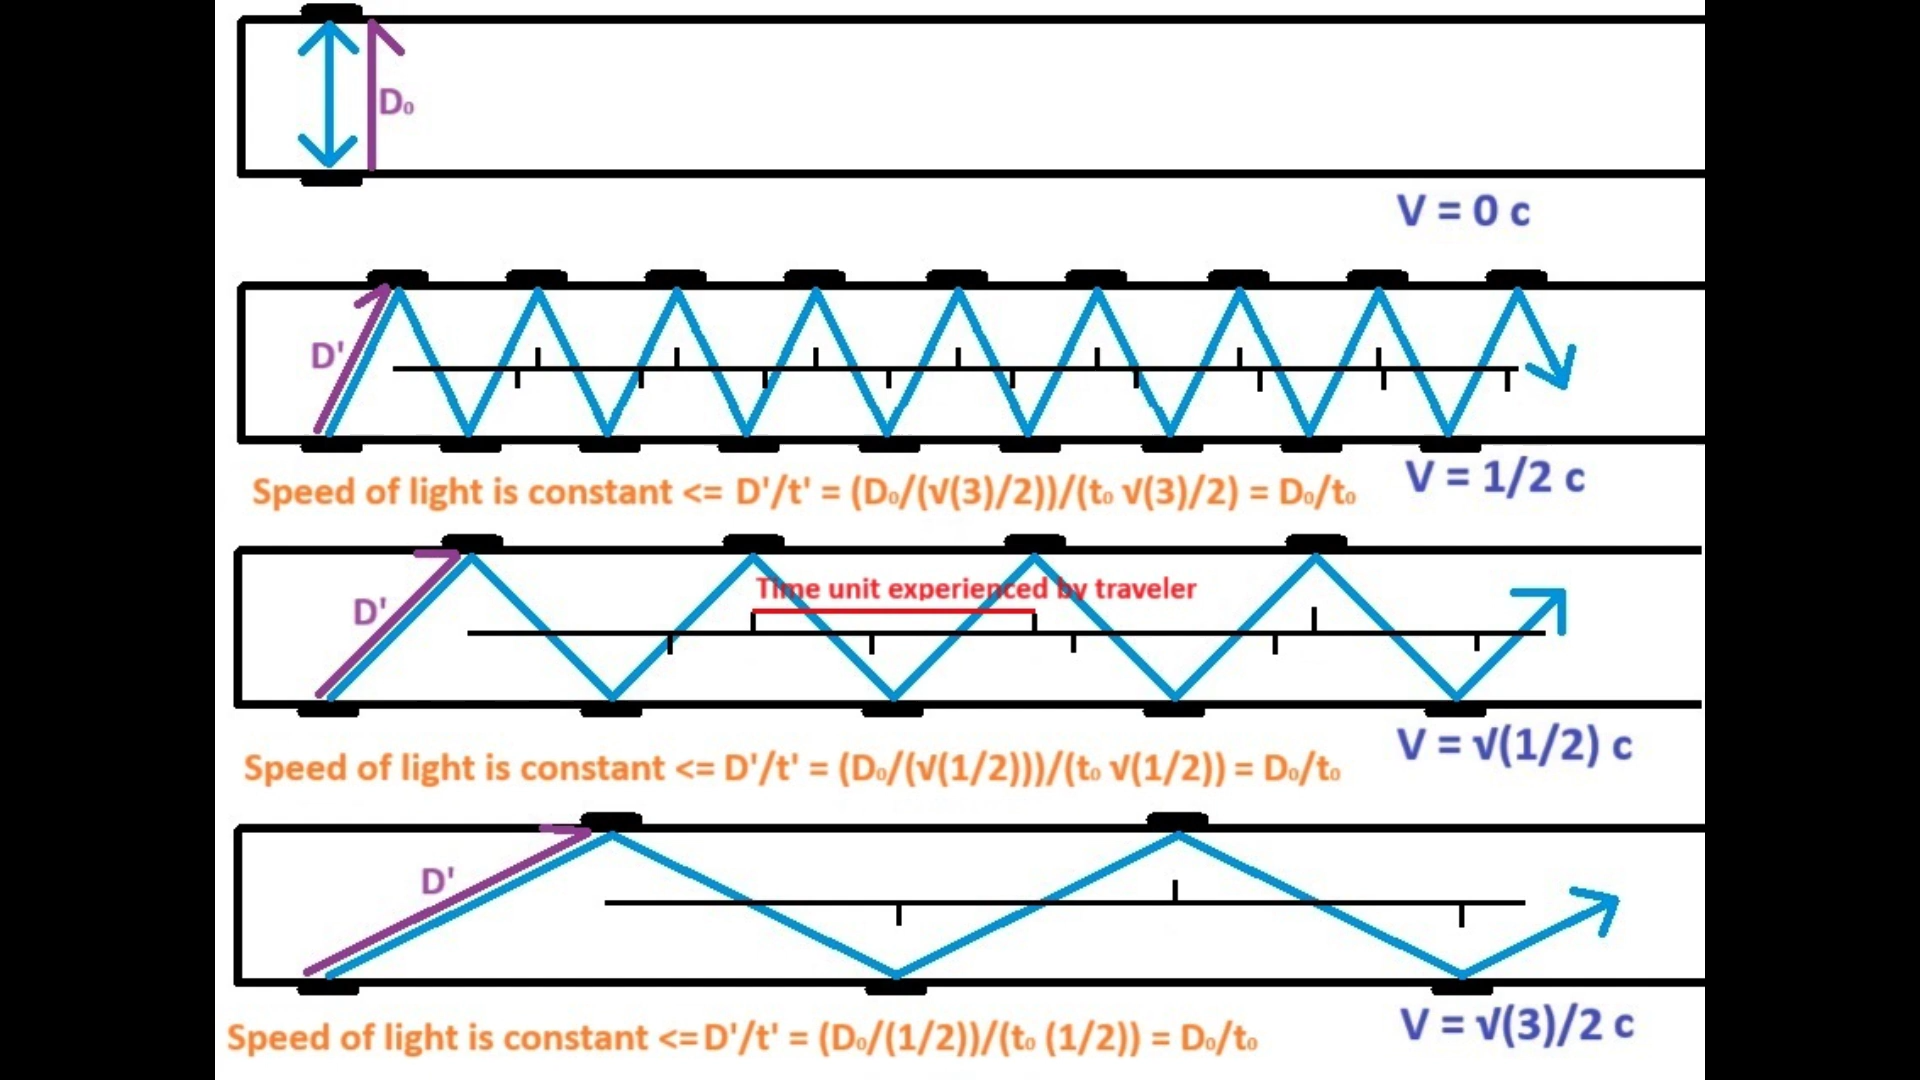 D₀
V = 0 c
D'
Speed of light is constant <= D'/t' = (D₀/(√(3)/2))/(t₀ √(3)/2) = D₀/t₀
V = 1/2 c
Time unit experienced by traveler
D'
Speed of light is constant <= D'/t' = (D₀/(√(1/2)))/(t₀ √(1/2)) = D₀/t₀
V = √(1/2) c
D'
Speed of light is constant <= D'/t' = (D₀/(1/2))/(t₀ (1/2)) = D₀/t₀
V = √(3)/2 c